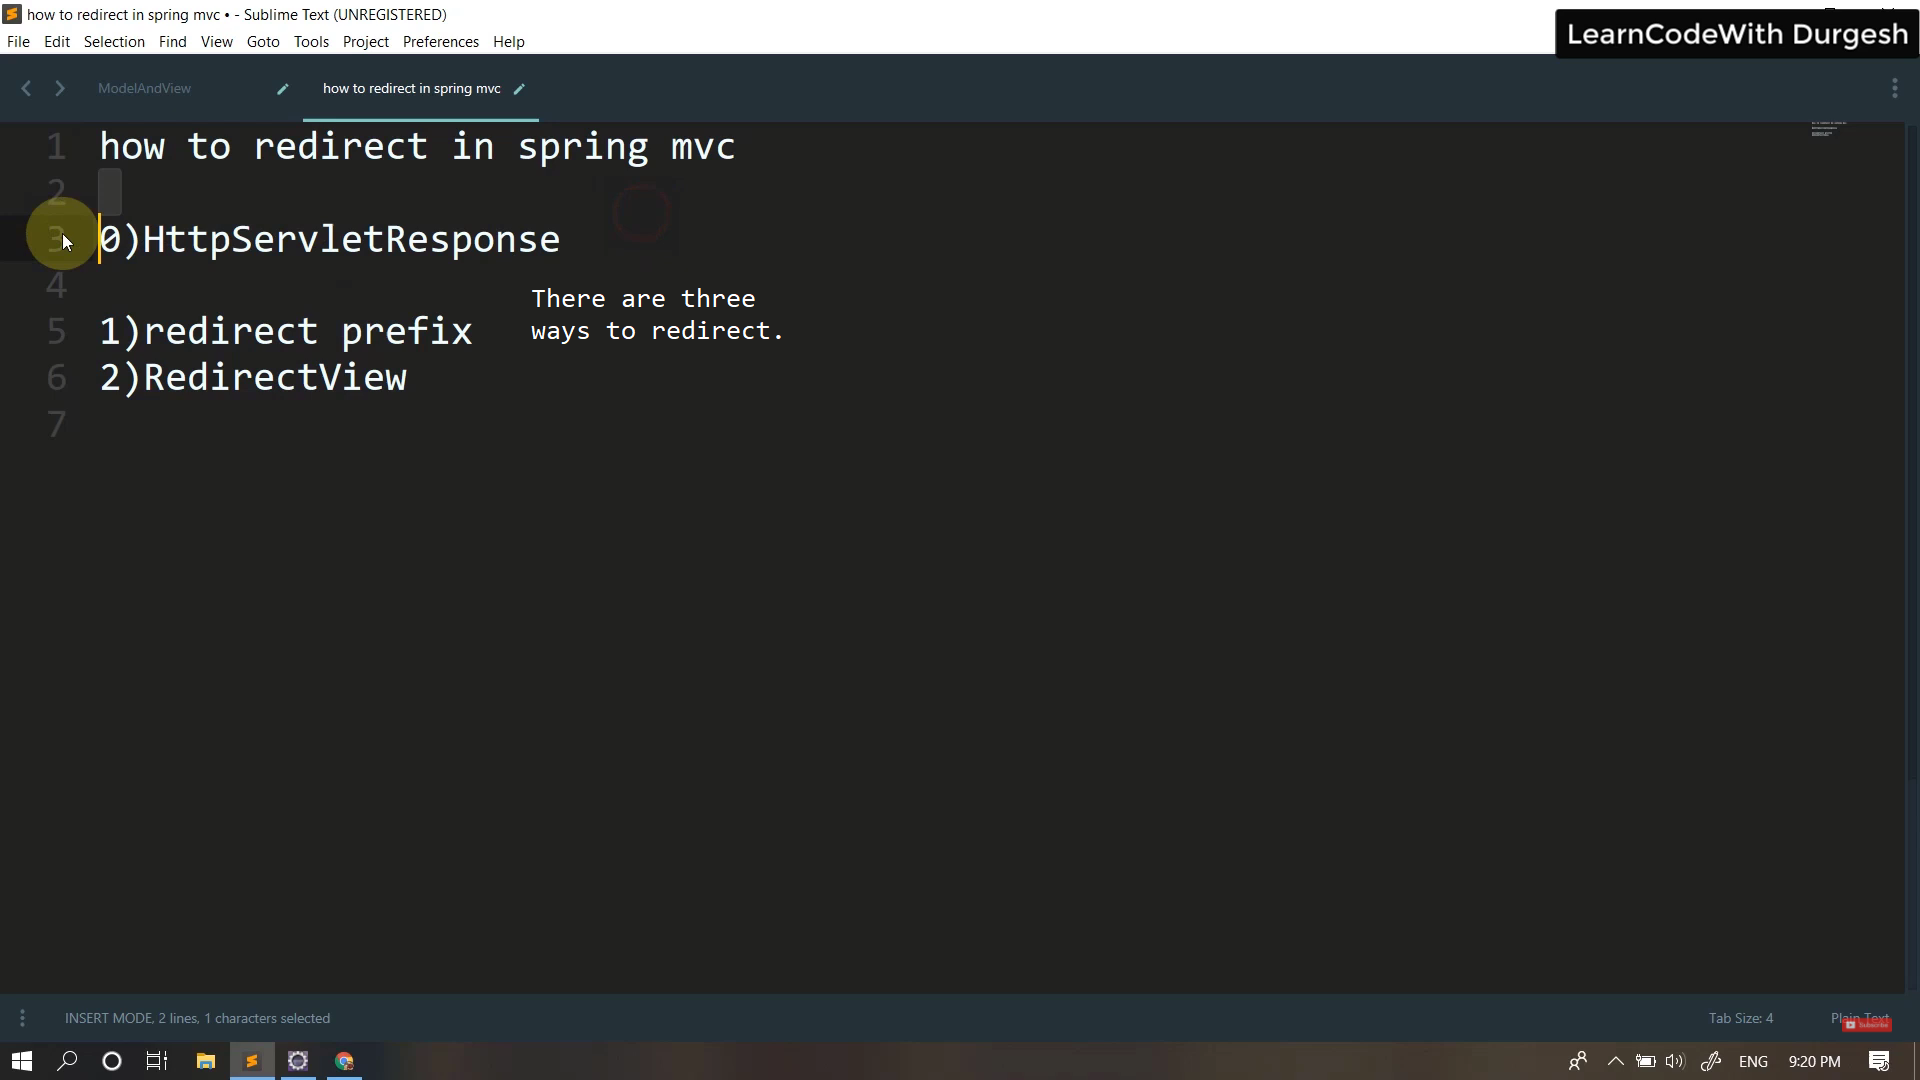 how to redirect in spring mvc • - Sublime Text (UNREGISTERED)
LearnCodeWith Durgesh
File Edit Selection Find View Goto Tools Project Preferences Help
ModelAndView how to redirect in spring mvc
1 how to redirect in spring mvc
2
3 0)HttpServletResponse
4
There are three
ways to redirect.
5 1)redirect prefix
6 2)RedirectView
7
INSERT MODE, 2 lines, 1 characters selected Tab Size: 4 Plain Text
Subscribe
ENG 9:20 PM